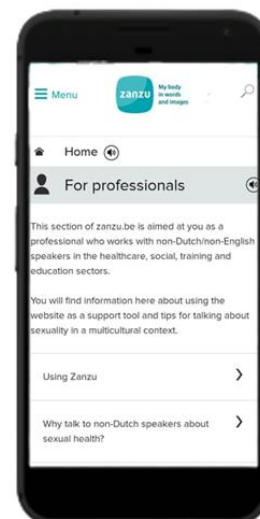 Menu
zanzu
My body
in words
and images
Home
For professionals
This section of zanzu.be is aimed at you as a
professional who works with non-Dutch/non-English
speakers in the healthcare, social, training and
education sectors.
You will find information here about using the
website as a support tool and tips for talking about
sexuality in a multicultural context.
Using Zanzu
Why talk to non-Dutch speakers about
sexual health?